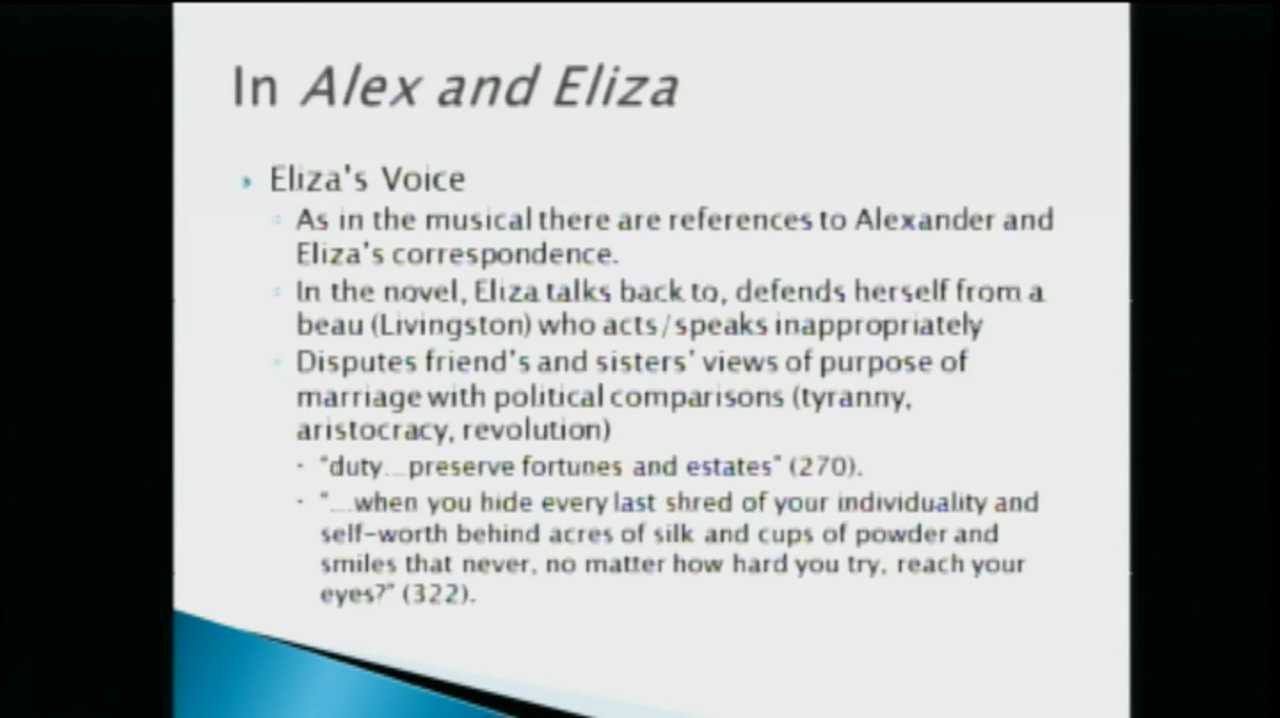 In Alex and Eliza
Eliza's Voice
As in the musical there are references to Alexander and
Eliza's correspondence.
In the novel, Eliza talks back to, defends herself from a
beau (Livingston) who acts/speaks inappropriately
Disputes friend's and sisters' views of purpose of
marriage with political comparisons (tyranny,
aristocracy, revolution)
"duty...preserve fortunes and estates" (270).
"...when you hide every last shred of your individuality and
self-worth behind acres of silk and cups of powder and
smiles that never, no matter how hard you try, reach your
eyes?" (322).